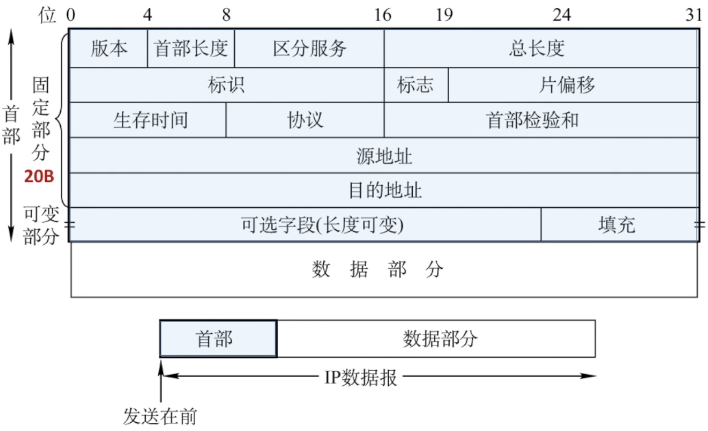 位 0 4 8 16 19 24 31
版本 首部长度 区分服务 总长度
标识 标志 片偏移
生存时间 协议 首部检验和
源地址
目的地址
可选字段(长度可变) 填充
首部
固定部分
20B
可变
部分
数 据 部 分
首部 数据部分
IP数据报
发送在前